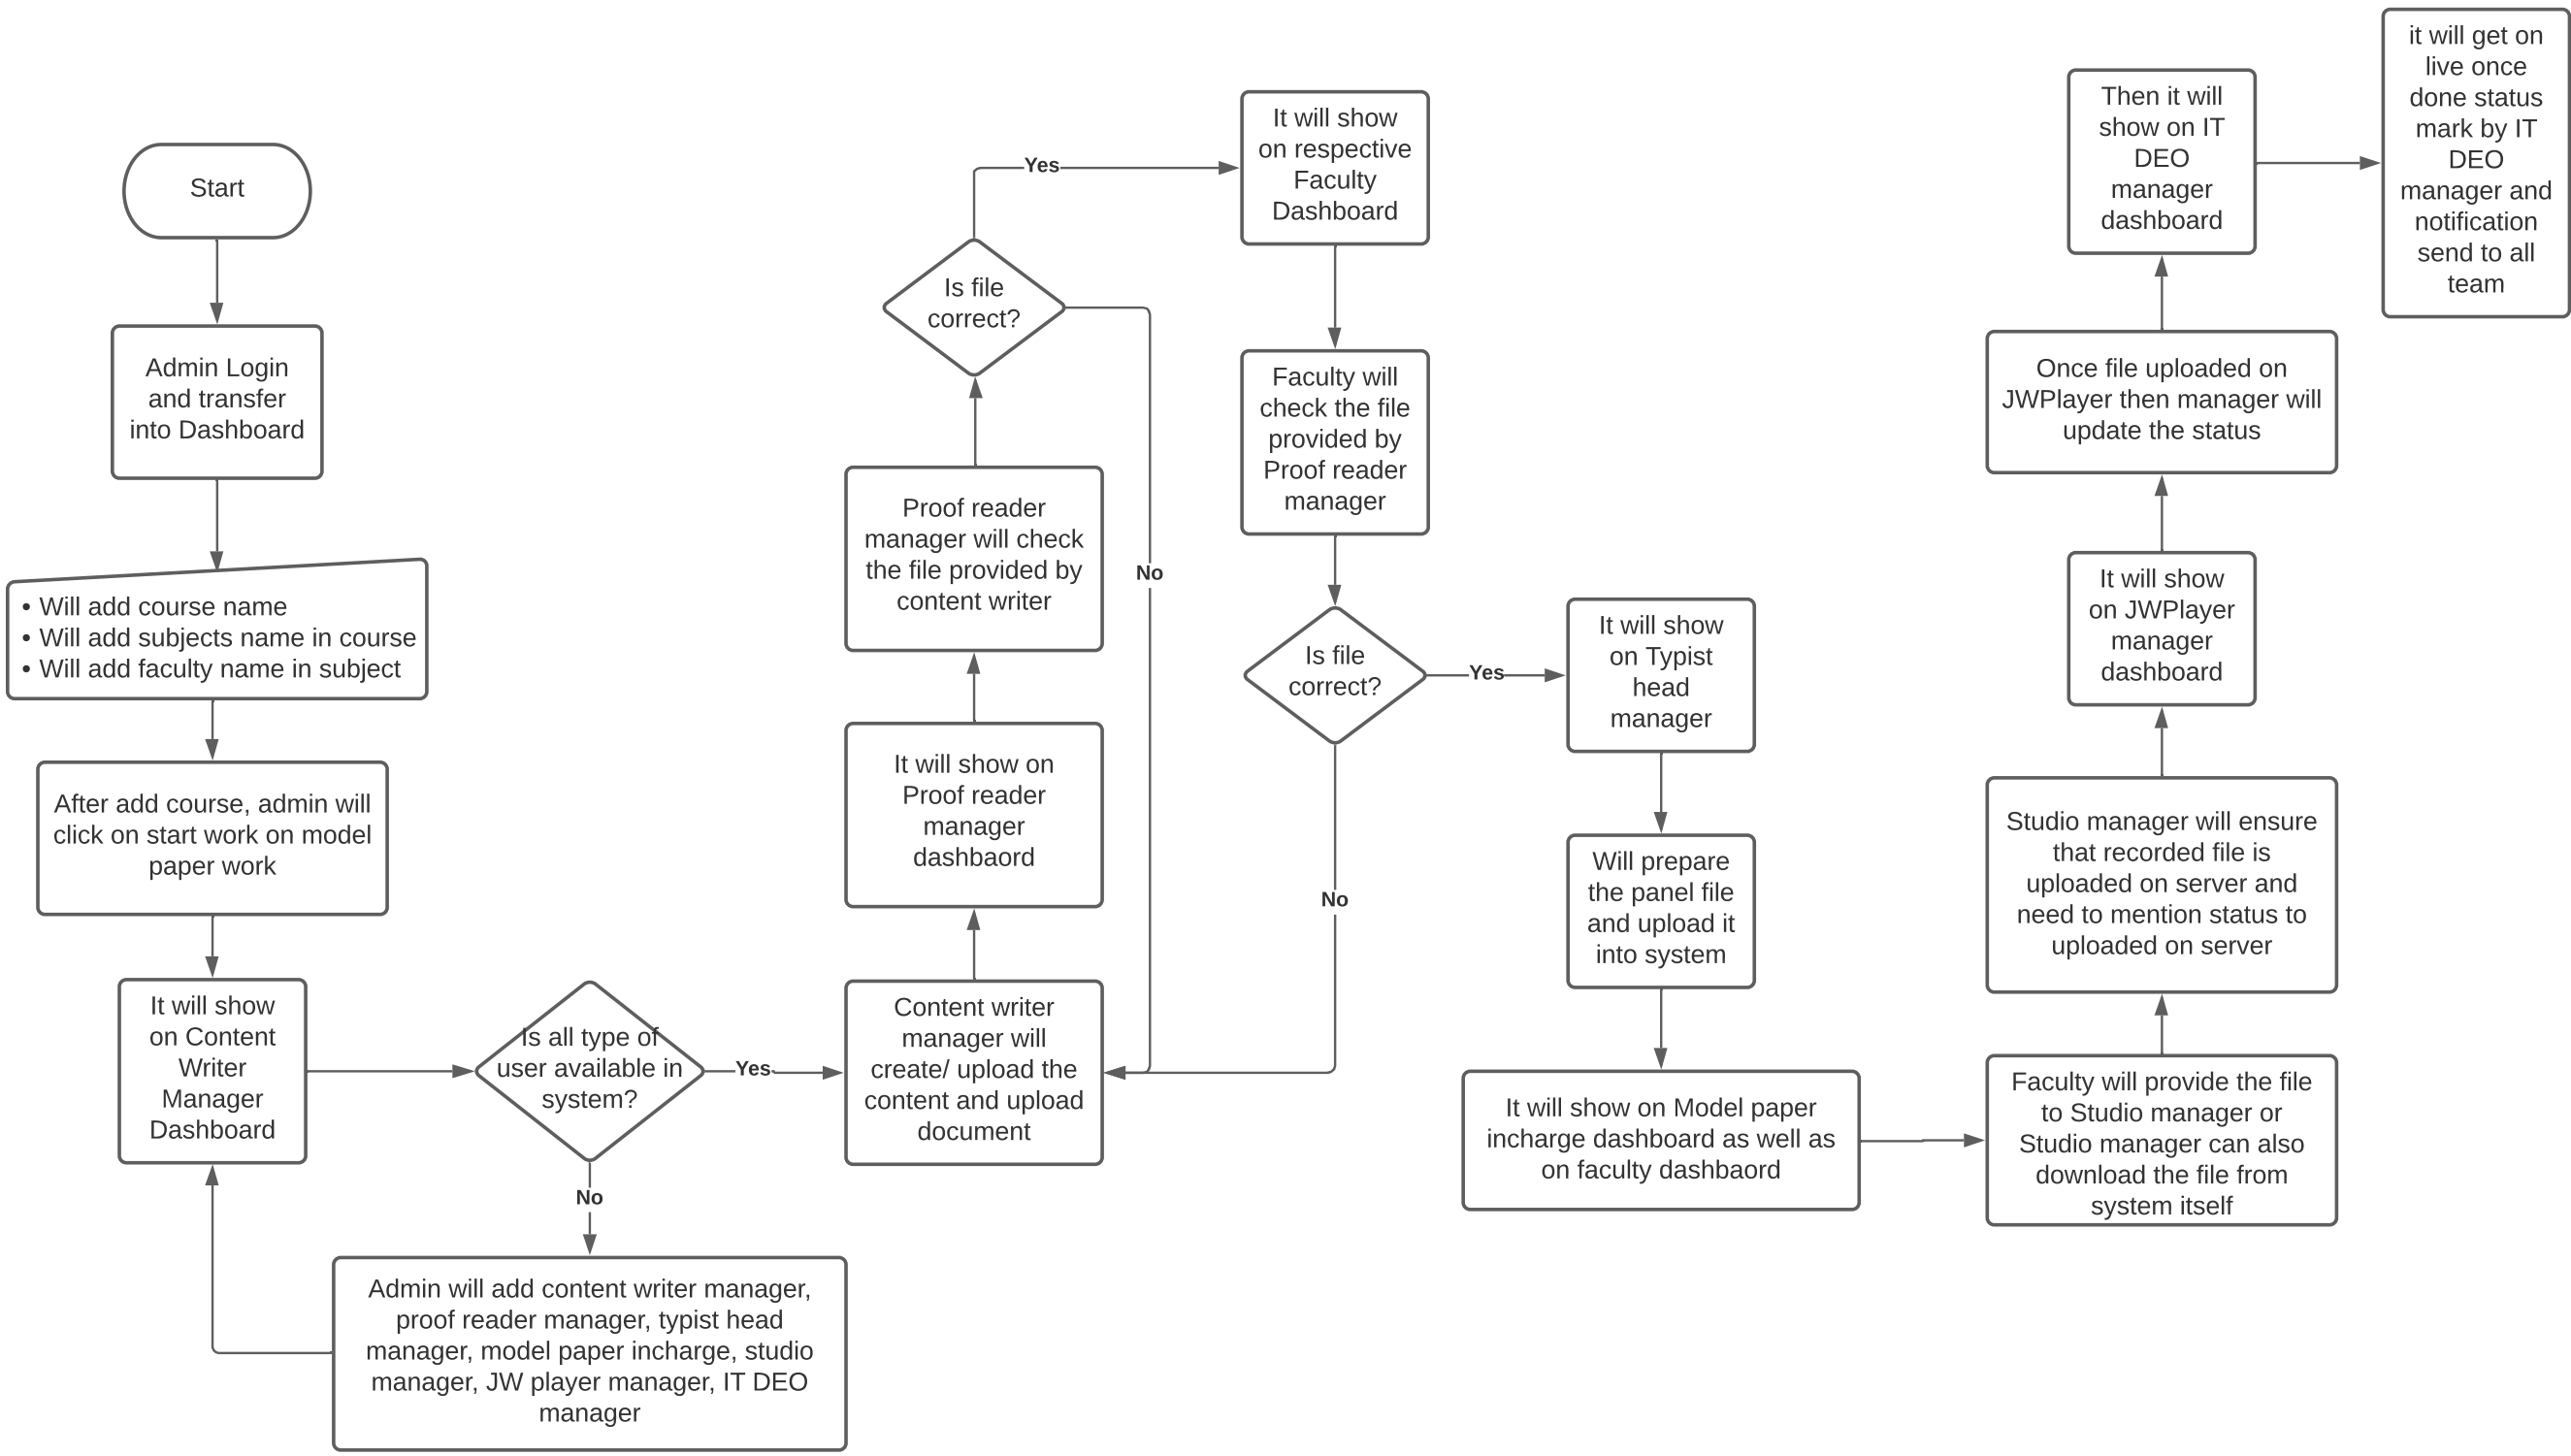 Start
Admin Login
and transfer
into Dashboard
• Will add course name
• Will add subjects name in course
• Will add faculty name in subject
After add course, admin will
click on start work on model
paper work
It will show
on Content
Writer
Manager
Dashboard
Is all type of
user available in
system?
Yes
No
Admin will add content writer manager,
proof reader manager, typist head
manager, model paper incharge, studio
manager, JW player manager, IT DEO
manager
Content writer
manager will
create/ upload the
content and upload
document
It will show on
Proof reader
manager
dashbaord
Proof reader
manager will check
the file provided by
content writer
Is file
correct?
Yes
No
It will show
on respective
Faculty
Dashboard
Faculty will
check the file
provided by
Proof reader
manager
Is file
correct?
Yes
No
It will show
on Typist
head
manager
Will prepare
the panel file
and upload it
into system
It will show on Model paper
incharge dashboard as well as
on faculty dashbaord
Faculty will provide the file
to Studio manager or
Studio manager can also
download the file from
system itself
Studio manager will ensure
that recorded file is
uploaded on server and
need to mention status to
uploaded on server
It will show
on JWPlayer
manager
dashboard
Once file uploaded on
JWPlayer then manager will
update the status
Then it will
show on IT
DEO
manager
dashboard
it will get on
live once
done status
mark by IT
DEO
manager and
notification
send to all
team